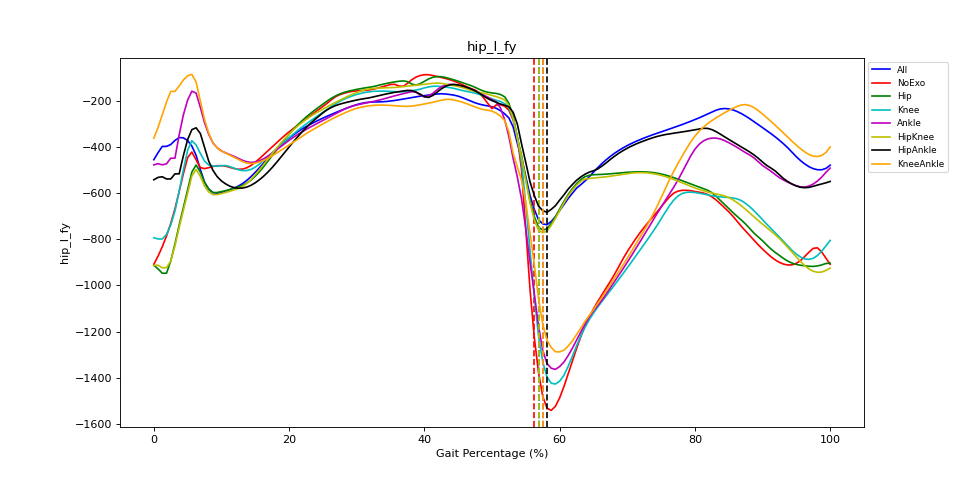 hip_l_fy
All
NoExo
Hip
Knee
Ankle
HipKnee
HipAnkle
KneeAnkle
−200
−400
−600
−800
−1000
−1200
−1400
−1600
hip_l_fy
0 20 40 60 80 100
Gait Percentage (%)